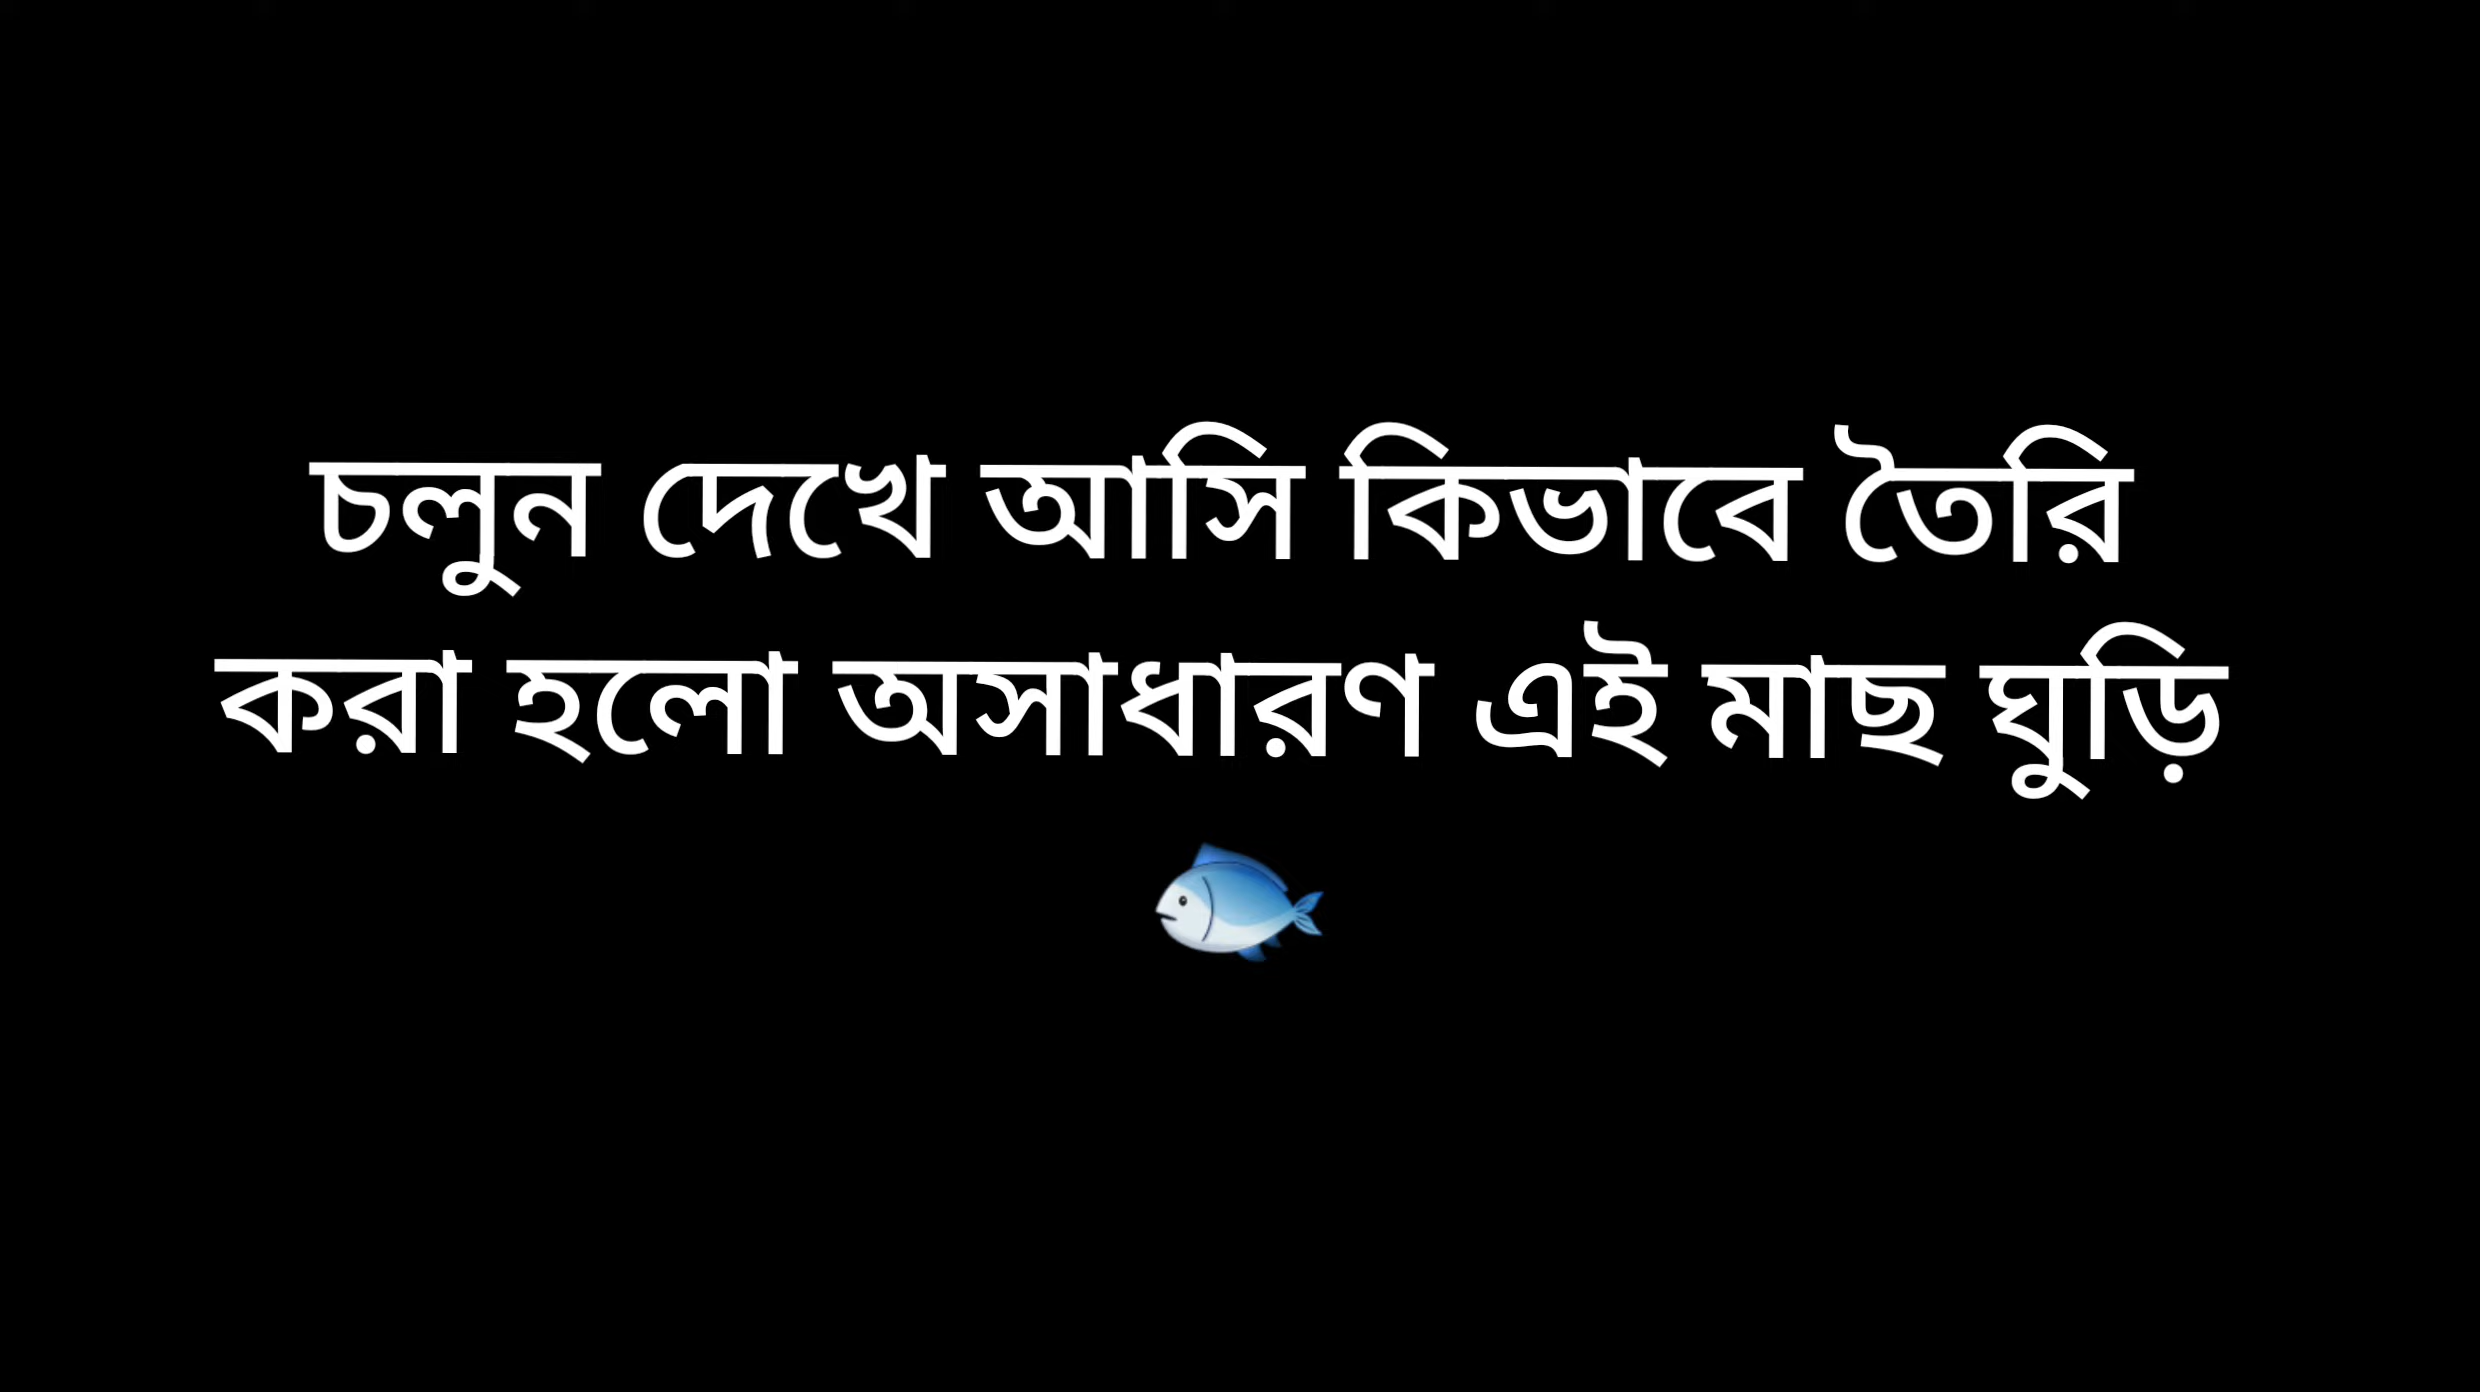 চলুন দেখে আসি কিভাবে তৈরি
করা হলো অসাধারণ এই মাছ ঘুড়ি
🐟